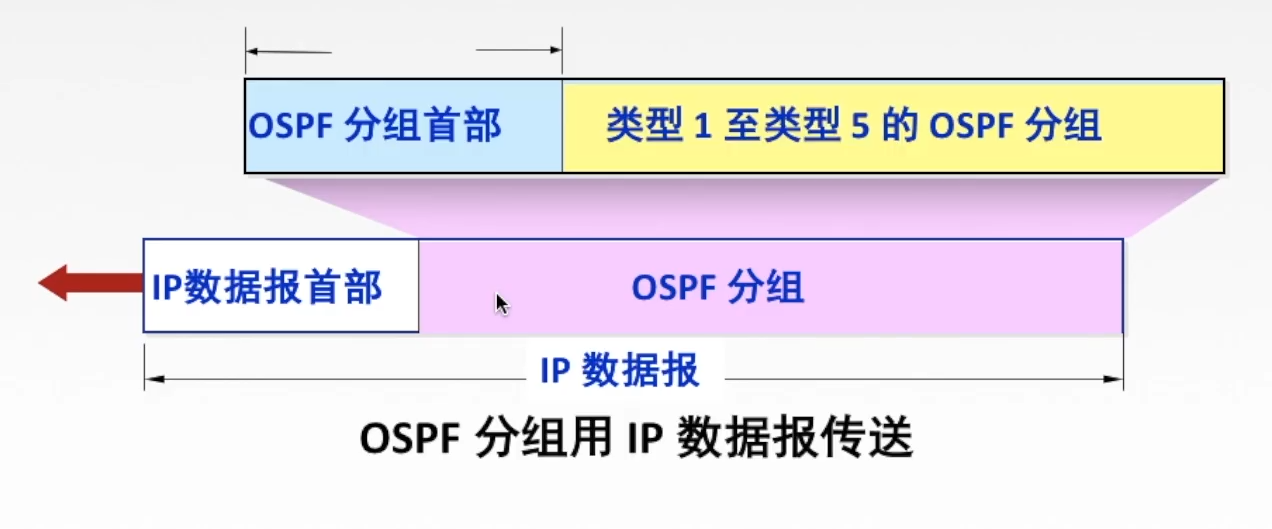 OSPF 分组首部
类型 1 至类型 5 的 OSPF 分组
IP数据报首部
OSPF 分组
IP 数据报
OSPF 分组用 IP 数据报传送